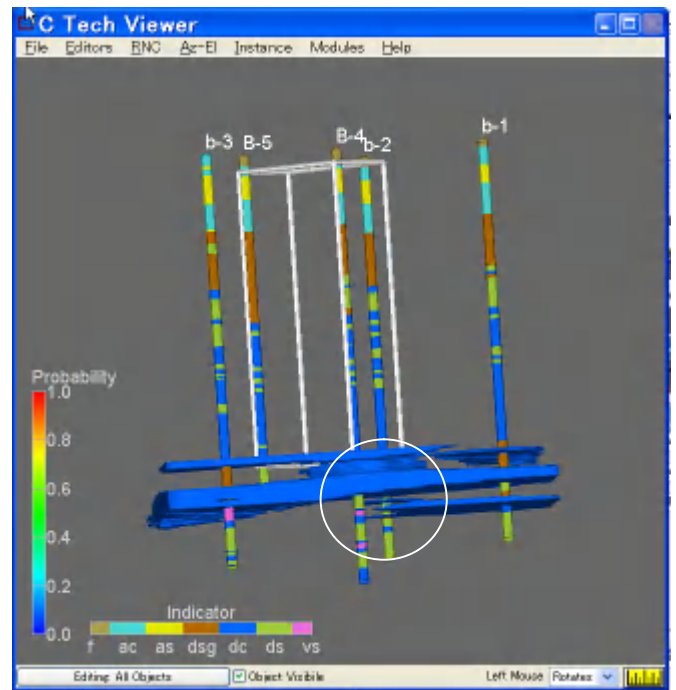 C Tech Viewer
File Editors RNC Az-El Instance Modules Help
b-3 B-5 B-4 b-2 b-1
Probability
1.0
0.8
0.6
0.4
0.2
0.0
Indicator
f ac as dsg dc ds vs
Editing: All Objects Object Visible Left Mouse Rotates